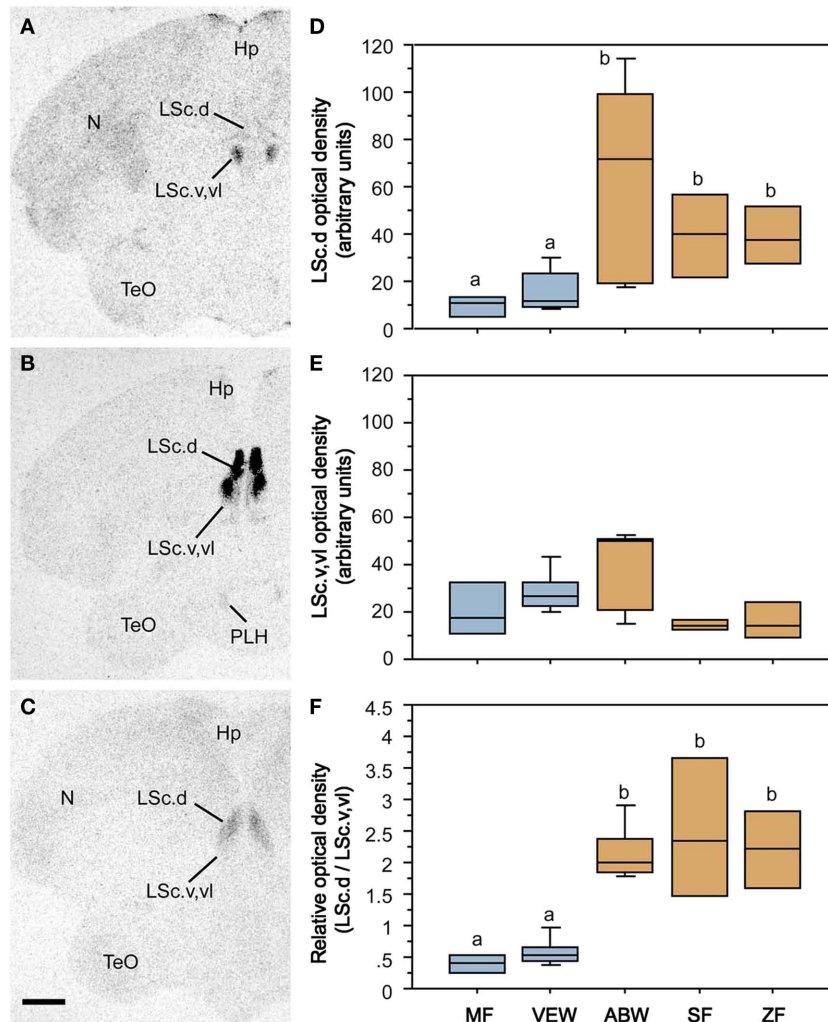 A
Hp
LSc.d
N
LSc.v,vl
TeO
B
Hp
LSc.d
LSc.v,vl
TeO
PLH
C
Hp
N
LSc.d
LSc.v,vl
TeO
D
LSc.d optical density
(arbitrary units)
120
100
80
60
40
20
0
a
a
b
b
b
E
LSc.v,vl optical density
(arbitrary units)
120
100
80
60
40
20
0
F
Relative optical density
(LSc.d / LSc.v,vl)
4.5
4
3.5
3
2.5
2
1.5
1
.5
0
a
a
b
b
b
MF VEW ABW SF ZF